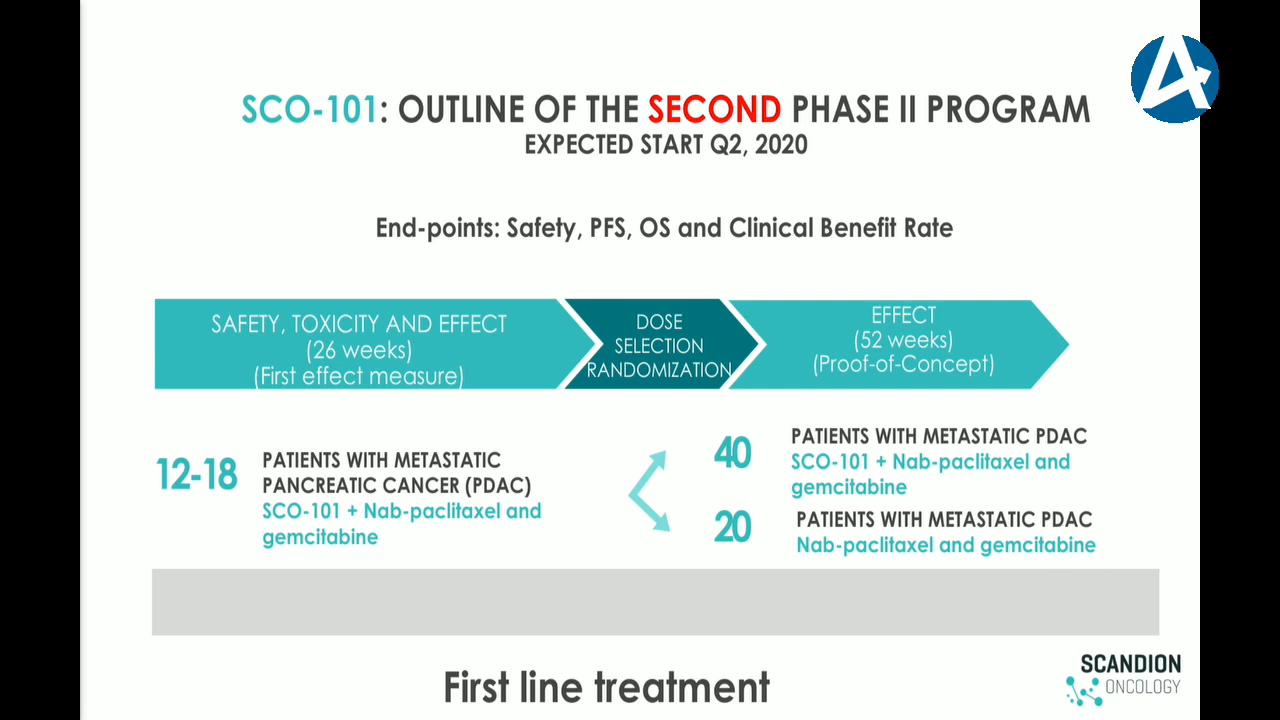 SCO-101: OUTLINE OF THE SECOND PHASE II PROGRAM
EXPECTED START Q2, 2020
End-points: Safety, PFS, OS and Clinical Benefit Rate
SAFETY, TOXICITY AND EFFECT
(26 weeks)
(First effect measure)
DOSE
SELECTION
RANDOMIZATION
EFFECT
(52 weeks)
(Proof-of-Concept)
12-18
PATIENTS WITH METASTATIC
PANCREATIC CANCER (PDAC)
SCO-101 + Nab-paclitaxel and
gemcitabine
40
PATIENTS WITH METASTATIC PDAC
SCO-101 + Nab-paclitaxel and
gemcitabine
20
PATIENTS WITH METASTATIC PDAC
Nab-paclitaxel and gemcitabine
First line treatment
SCANDION
ONCOLOGY